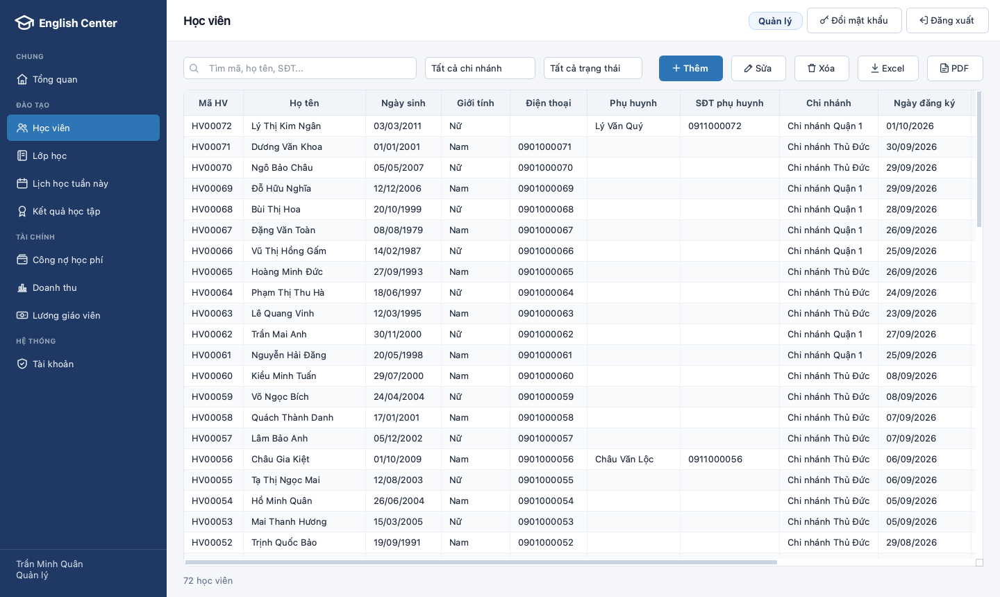 English Center
Học viên
Quản lý
Đổi mật khẩu
Đăng xuất
CHUNG
Tổng quan
ĐÀO TẠO
Học viên
Lớp học
Lịch học tuần này
Kết quả học tập
TÀI CHÍNH
Công nợ học phí
Doanh thu
Lương giáo viên
HỆ THỐNG
Tài khoản
Trần Minh Quân
Quản lý
Tìm mã, họ tên, SĐT...
Tất cả chi nhánh
Tất cả trạng thái
Thêm
Sửa
Xóa
Excel
PDF
Mã HV Họ tên Ngày sinh Giới tính Điện thoại Phụ huynh SĐT phụ huynh Chi nhánh Ngày đăng ký
HV00072 Lý Thị Kim Ngân 03/03/2011 Nữ Lý Văn Quý 0911000072 Chi nhánh Quận 1 01/10/2026
HV00071 Dương Văn Khoa 01/01/2001 Nam 0901000071 Chi nhánh Thủ Đức 30/09/2026
HV00070 Ngô Bảo Châu 05/05/2007 Nữ 0901000070 Chi nhánh Thủ Đức 29/09/2026
HV00069 Đỗ Hữu Nghĩa 12/12/2006 Nam 0901000069 Chi nhánh Quận 1 29/09/2026
HV00068 Bùi Thị Hoa 20/10/1999 Nữ 0901000068 Chi nhánh Quận 1 28/09/2026
HV00067 Đặng Văn Toàn 08/08/1979 Nam 0901000067 Chi nhánh Quận 1 26/09/2026
HV00066 Vũ Thị Hồng Gấm 14/02/1987 Nữ 0901000066 Chi nhánh Quận 1 25/09/2026
HV00065 Hoàng Minh Đức 27/09/1993 Nam 0901000065 Chi nhánh Thủ Đức 26/09/2026
HV00064 Phạm Thị Thu Hà 18/06/1997 Nữ 0901000064 Chi nhánh Thủ Đức 24/09/2026
HV00063 Lê Quang Vinh 12/03/1995 Nam 0901000063 Chi nhánh Thủ Đức 23/09/2026
HV00062 Trần Mai Anh 30/11/2000 Nữ 0901000062 Chi nhánh Quận 1 27/09/2026
HV00061 Nguyễn Hải Đăng 20/05/1998 Nam 0901000061 Chi nhánh Quận 1 25/09/2026
HV00060 Kiều Minh Tuấn 29/07/2000 Nam 0901000060 Chi nhánh Thủ Đức 08/09/2026
HV00059 Võ Ngọc Bích 24/04/2004 Nữ 0901000059 Chi nhánh Thủ Đức 08/09/2026
HV00058 Quách Thành Danh 17/01/2001 Nam 0901000058 Chi nhánh Thủ Đức 07/09/2026
HV00057 Lâm Bảo Anh 05/12/2002 Nữ 0901000057 Chi nhánh Thủ Đức 07/09/2026
HV00056 Châu Gia Kiệt 01/10/2009 Nam 0901000056 Châu Văn Lộc 0911000056 Chi nhánh Thủ Đức 06/09/2026
HV00055 Tạ Thị Ngọc Mai 12/08/2003 Nữ 0901000055 Chi nhánh Thủ Đức 06/09/2026
HV00054 Hồ Minh Quân 26/06/2004 Nam 0901000054 Chi nhánh Thủ Đức 05/09/2026
HV00053 Mai Thanh Hương 15/03/2005 Nữ 0901000053 Chi nhánh Thủ Đức 05/09/2026
HV00052 Trịnh Quốc Bảo 19/09/1991 Nam 0901000052 Chi nhánh Thủ Đức 29/08/2026
72 học viên